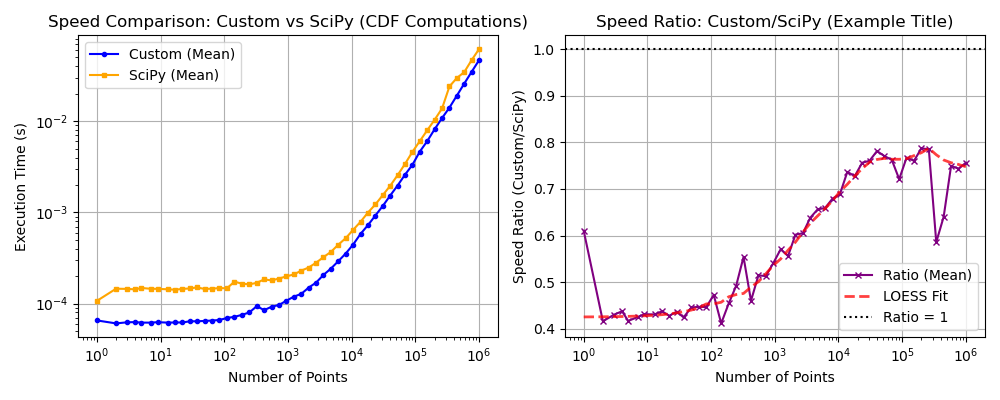 Speed Comparison: Custom vs SciPy (CDF Computations)
Custom (Mean)
SciPy (Mean)
Execution Time (s)
10⁻²
10⁻³
10⁻⁴
10⁰ 10¹ 10² 10³ 10⁴ 10⁵ 10⁶
Number of Points
Speed Ratio: Custom/SciPy (Example Title)
Speed Ratio (Custom/SciPy)
1.0
0.9
0.8
0.7
0.6
0.5
0.4
Ratio (Mean)
LOESS Fit
Ratio = 1
10⁰ 10¹ 10² 10³ 10⁴ 10⁵ 10⁶
Number of Points